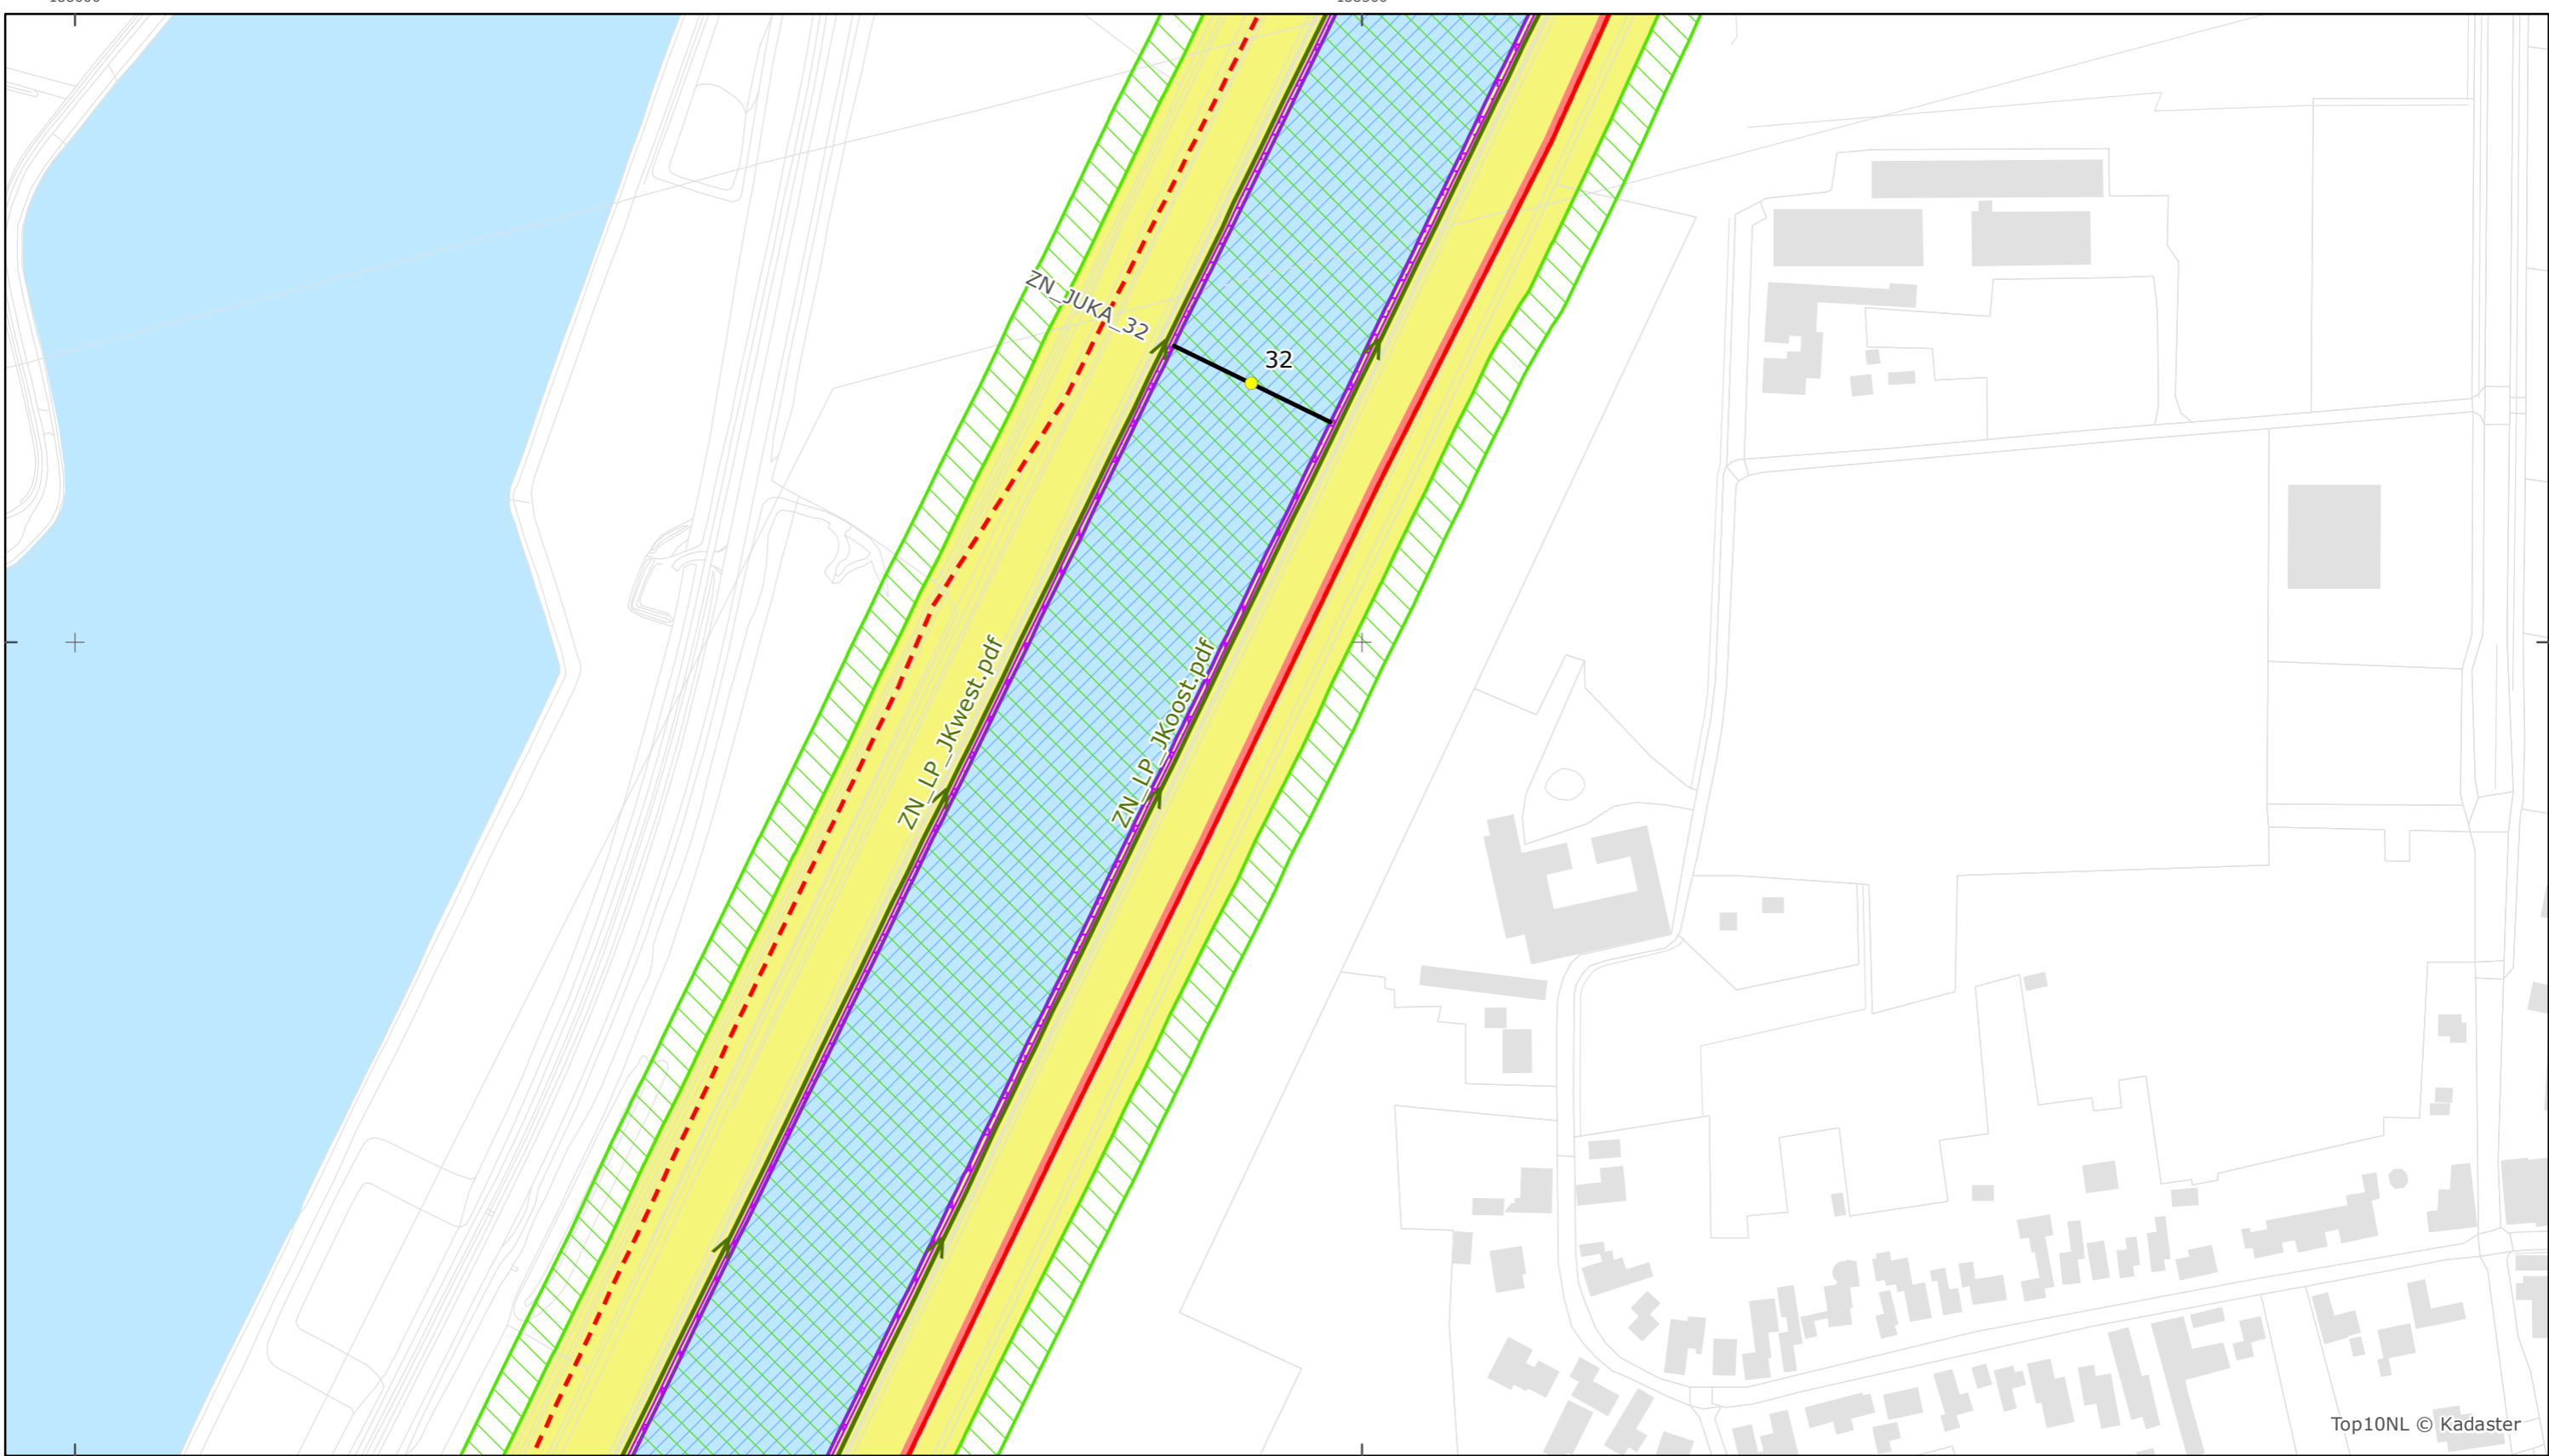 ZN_JUKA_32
32
ZN_LP_JKwest.pdf
ZN_LP_JKoost.pdf
Top10NL © Kadaster